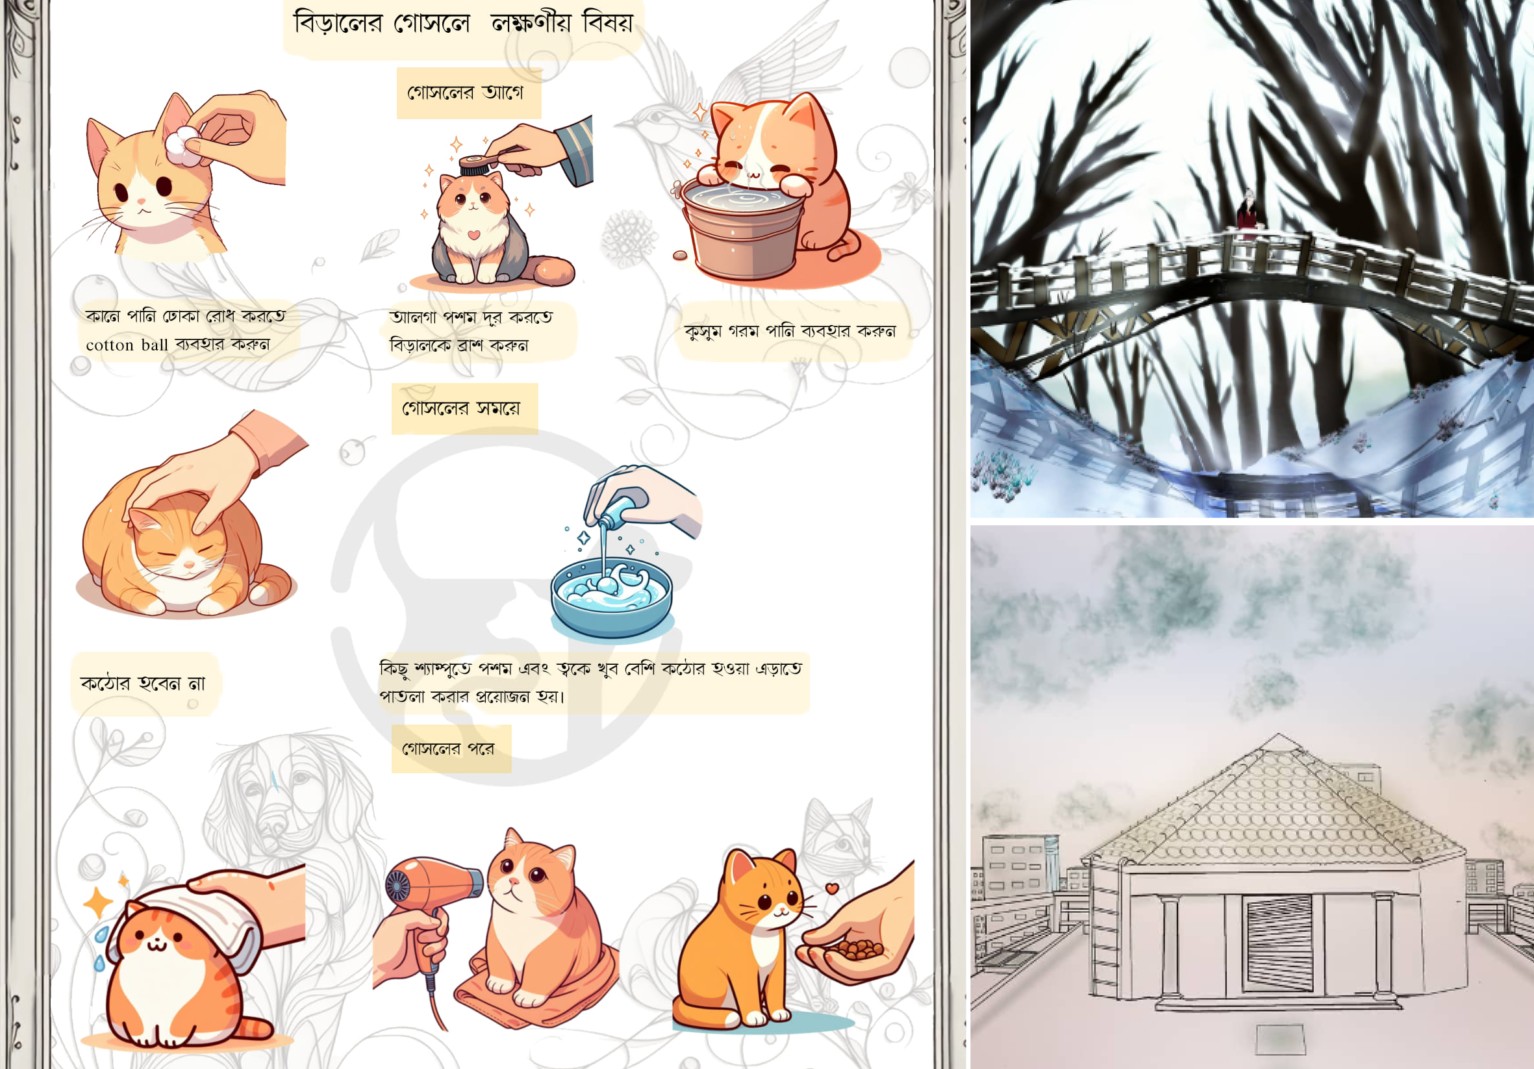 বিড়ালের গোসলে লক্ষণীয় বিষয়
গোসলের আগে
কানে পানি ঢোকা রোধ করতে
cotton ball ব্যবহার করুন
আলগা পশম দূর করতে
বিড়ালকে ব্রাশ করুন
কুসুম গরম পানি ব্যবহার করুন
গোসলের সময়ে
কঠোর হবেন না
কিছু শ্যাম্পুতে পশম এবং ত্বকে খুব বেশি কঠোর হওয়া এড়াতে
পাতলা করার প্রয়োজন হয়।
গোসলের পরে